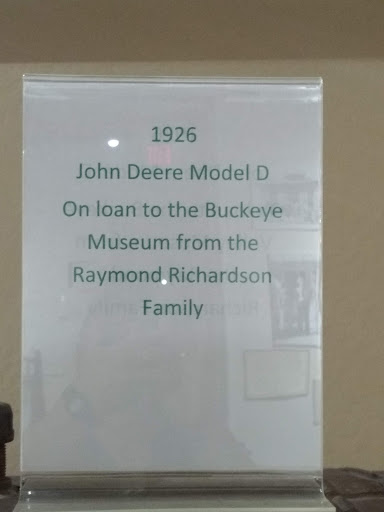 1926
John Deere Model D
On loan to the Buckeye
Museum from the
Raymond Richardson
Family